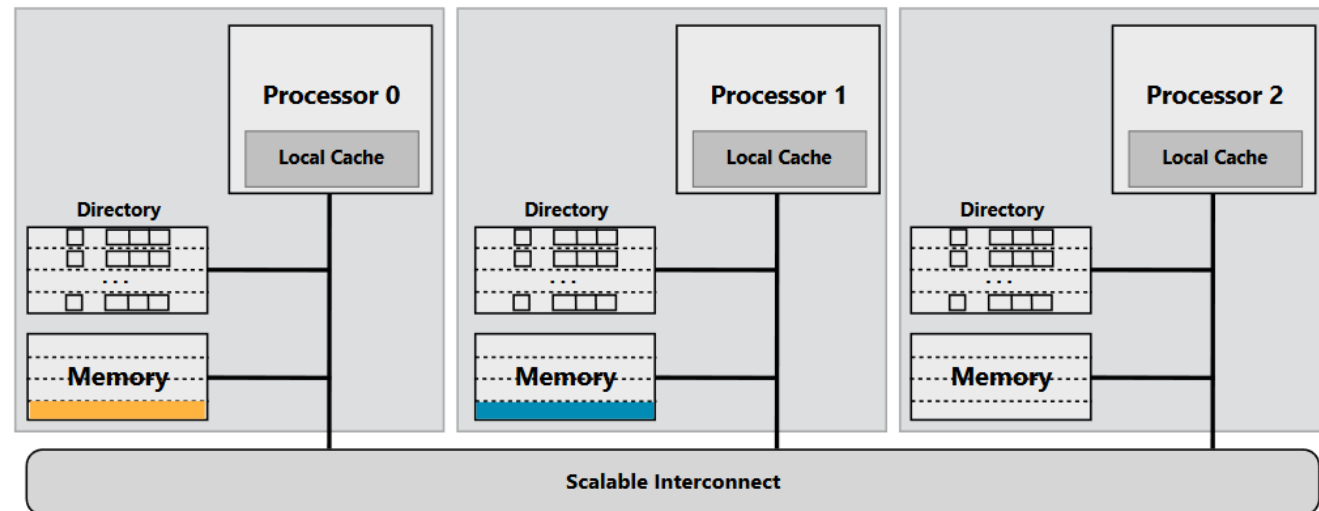 Processor 0
Local Cache
Directory
. . .
Memory
Processor 1
Local Cache
Directory
. . .
Memory
Processor 2
Local Cache
Directory
. . .
Memory
Scalable Interconnect